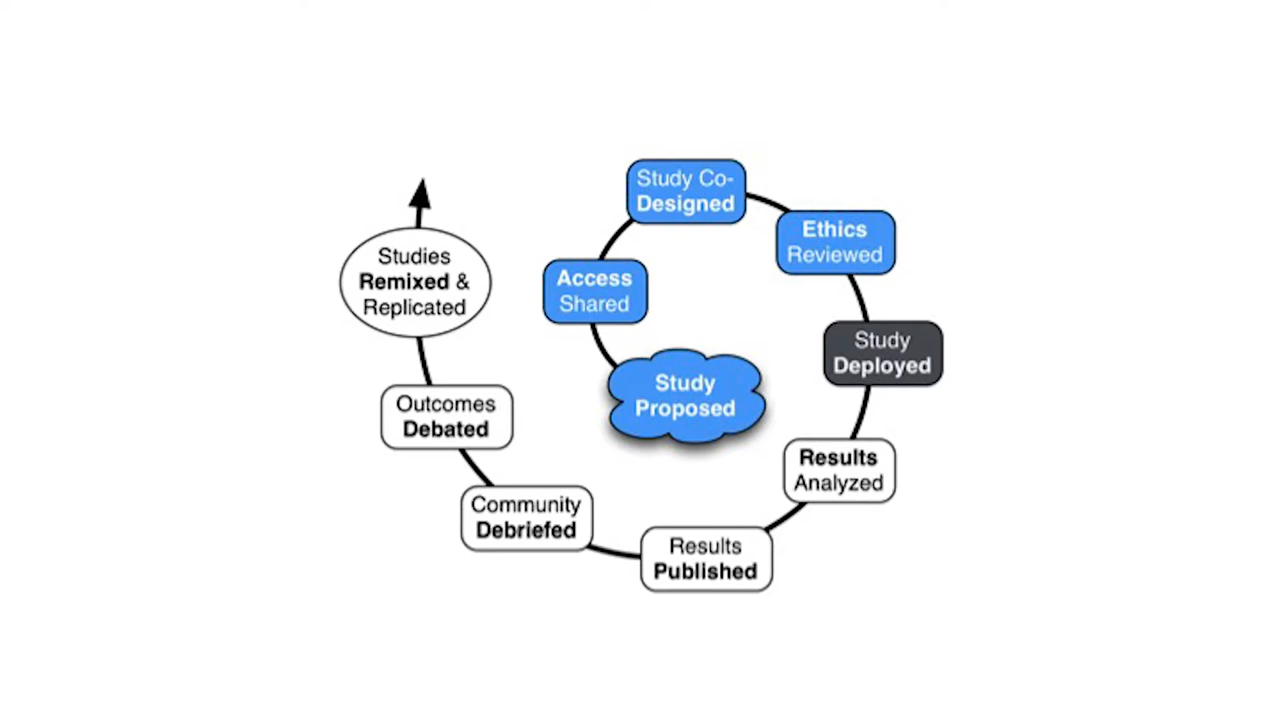 Study
Proposed
Access
Shared
Study Co-
Designed
Ethics
Reviewed
Study
Deployed
Results
Analyzed
Results
Published
Community
Debriefed
Outcomes
Debated
Studies
Remixed &
Replicated